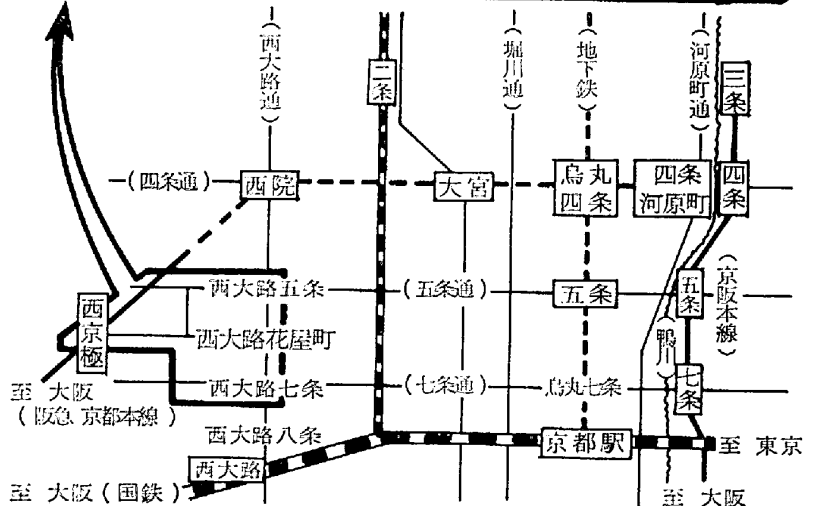 (西大路通)
二条
(堀川通)
(地下鉄)
(河原町通)
三条
(四条通)
西院
大宮
烏丸
四条
四条
河原町
四条
西大路五条
(五条通)
五条
五条
(京阪本線)
西京極
西大路花屋町
(鴨川)
至 大阪
(阪急 京都本線)
西大路七条
(七条通)
烏丸七条
七条
西大路八条
京都駅
至 東京
西大路
至 大阪(国鉄)
至 大阪